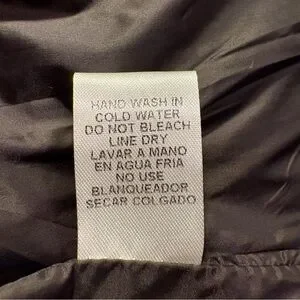 HAND WASH IN
COLD WATER
DO NOT BLEACH
LINE DRY
LAVAR A MANO
EN AGUA FRIA
NO USE
BLANQUEADOR
SECAR COLGADO